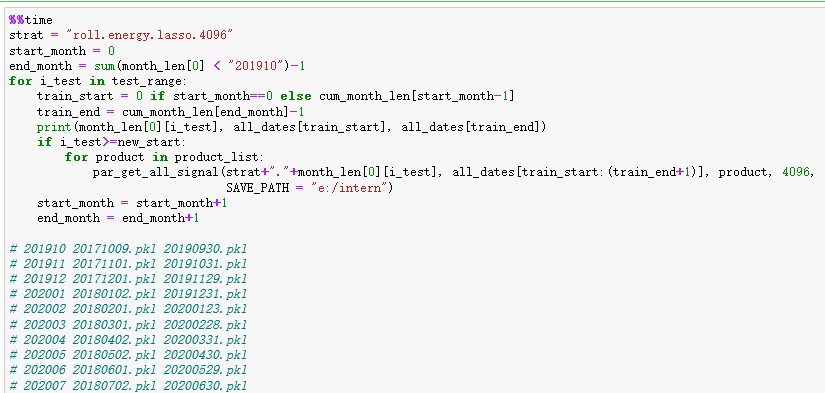 %%time
strat = "roll.energy.lasso.4096"
start_month = 0
end_month = sum(month_len[0] < "201910")-1
for i_test in test_range:
    train_start = 0 if start_month==0 else cum_month_len[start_month-1]
    train_end = cum_month_len[end_month]-1
    print(month_len[0][i_test], all_dates[train_start], all_dates[train_end])
    if i_test>=new_start:
        for product in product_list:
            par_get_all_signal(strat+"."+month_len[0][i_test], all_dates[train_start:(train_end+1)], product, 4096,
                               SAVE_PATH = "e:/intern")
    start_month = start_month+1
    end_month = end_month+1
# 201910 20171009.pkl 20190930.pkl
# 201911 20171101.pkl 20191031.pkl
# 201912 20171201.pkl 20191129.pkl
# 202001 20180102.pkl 20191231.pkl
# 202002 20180201.pkl 20200123.pkl
# 202003 20180301.pkl 20200228.pkl
# 202004 20180402.pkl 20200331.pkl
# 202005 20180502.pkl 20200430.pkl
# 202006 20180601.pkl 20200529.pkl
# 202007 20180702.pkl 20200630.pkl